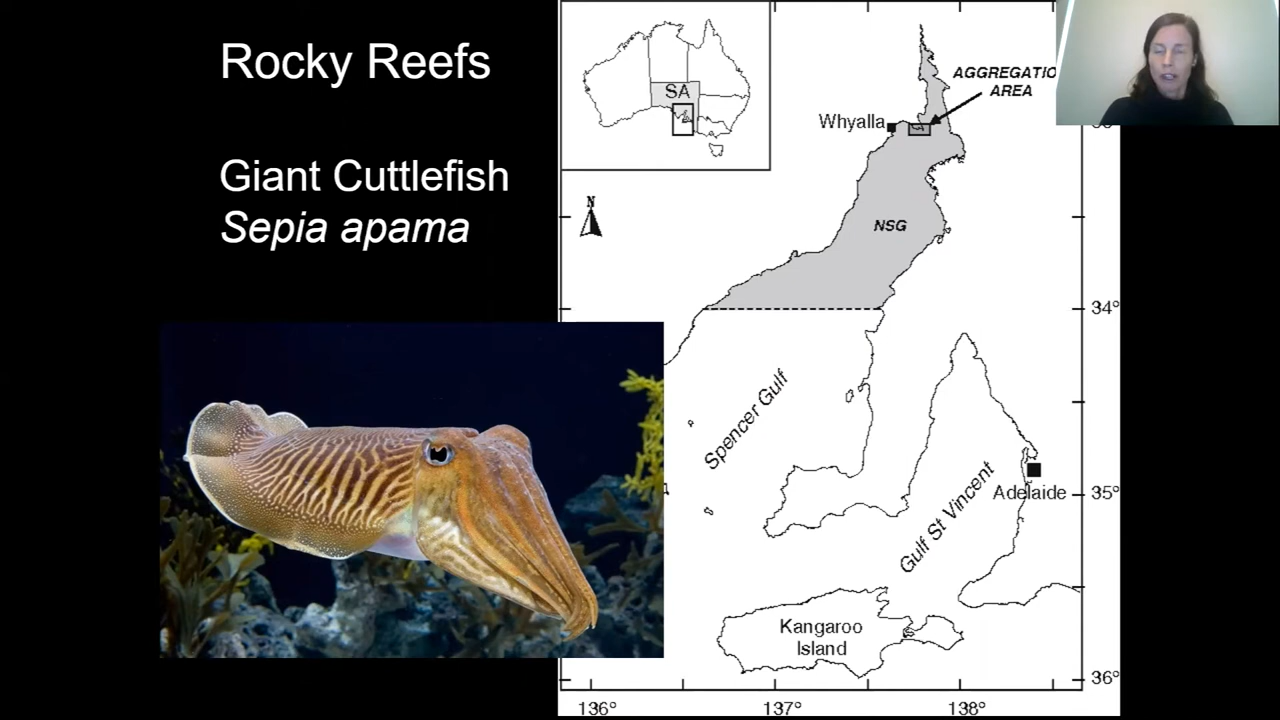 Rocky Reefs
Giant Cuttlefish
Sepia apama
SA
N
Whyalla
AGGREGATIO
AREA
NSG
34°
Spencer Gulf
Gulf St Vincent
Adelaide
35°
Kangaroo
Island
36°
136°
137°
138°